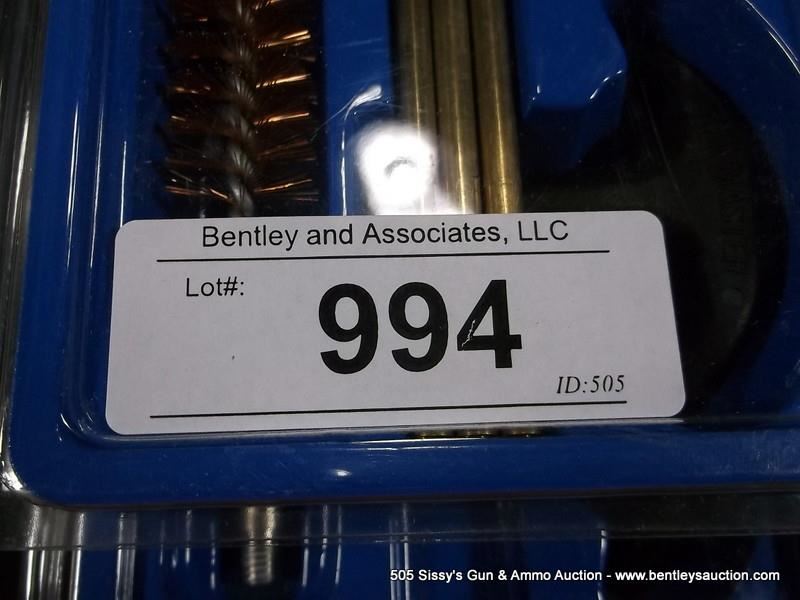 Bentley and Associates, LLC
Lot#:
994
ID:505
505 Sissy's Gun & Ammo Auction - www.bentleysauction.com